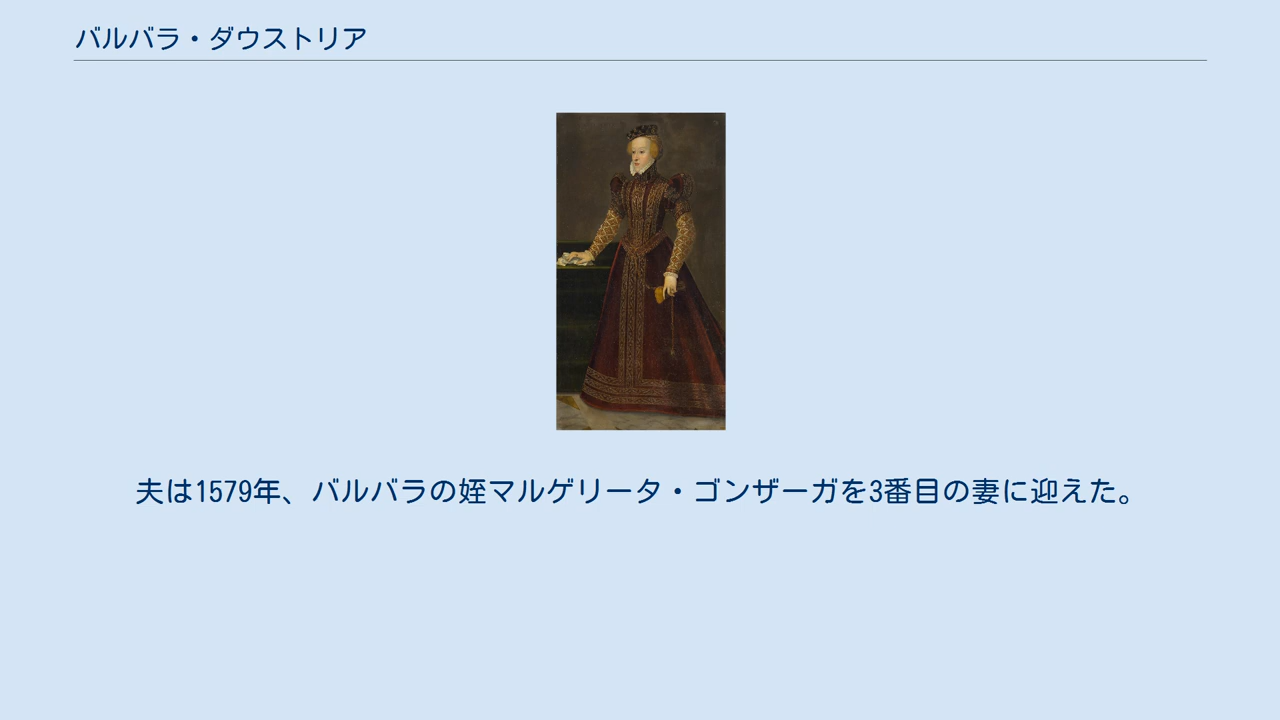 バルバラ・ダウストリア
夫は1579年、バルバラの姪マルゲリータ・ゴンザーガを3番目の妻に迎えた。